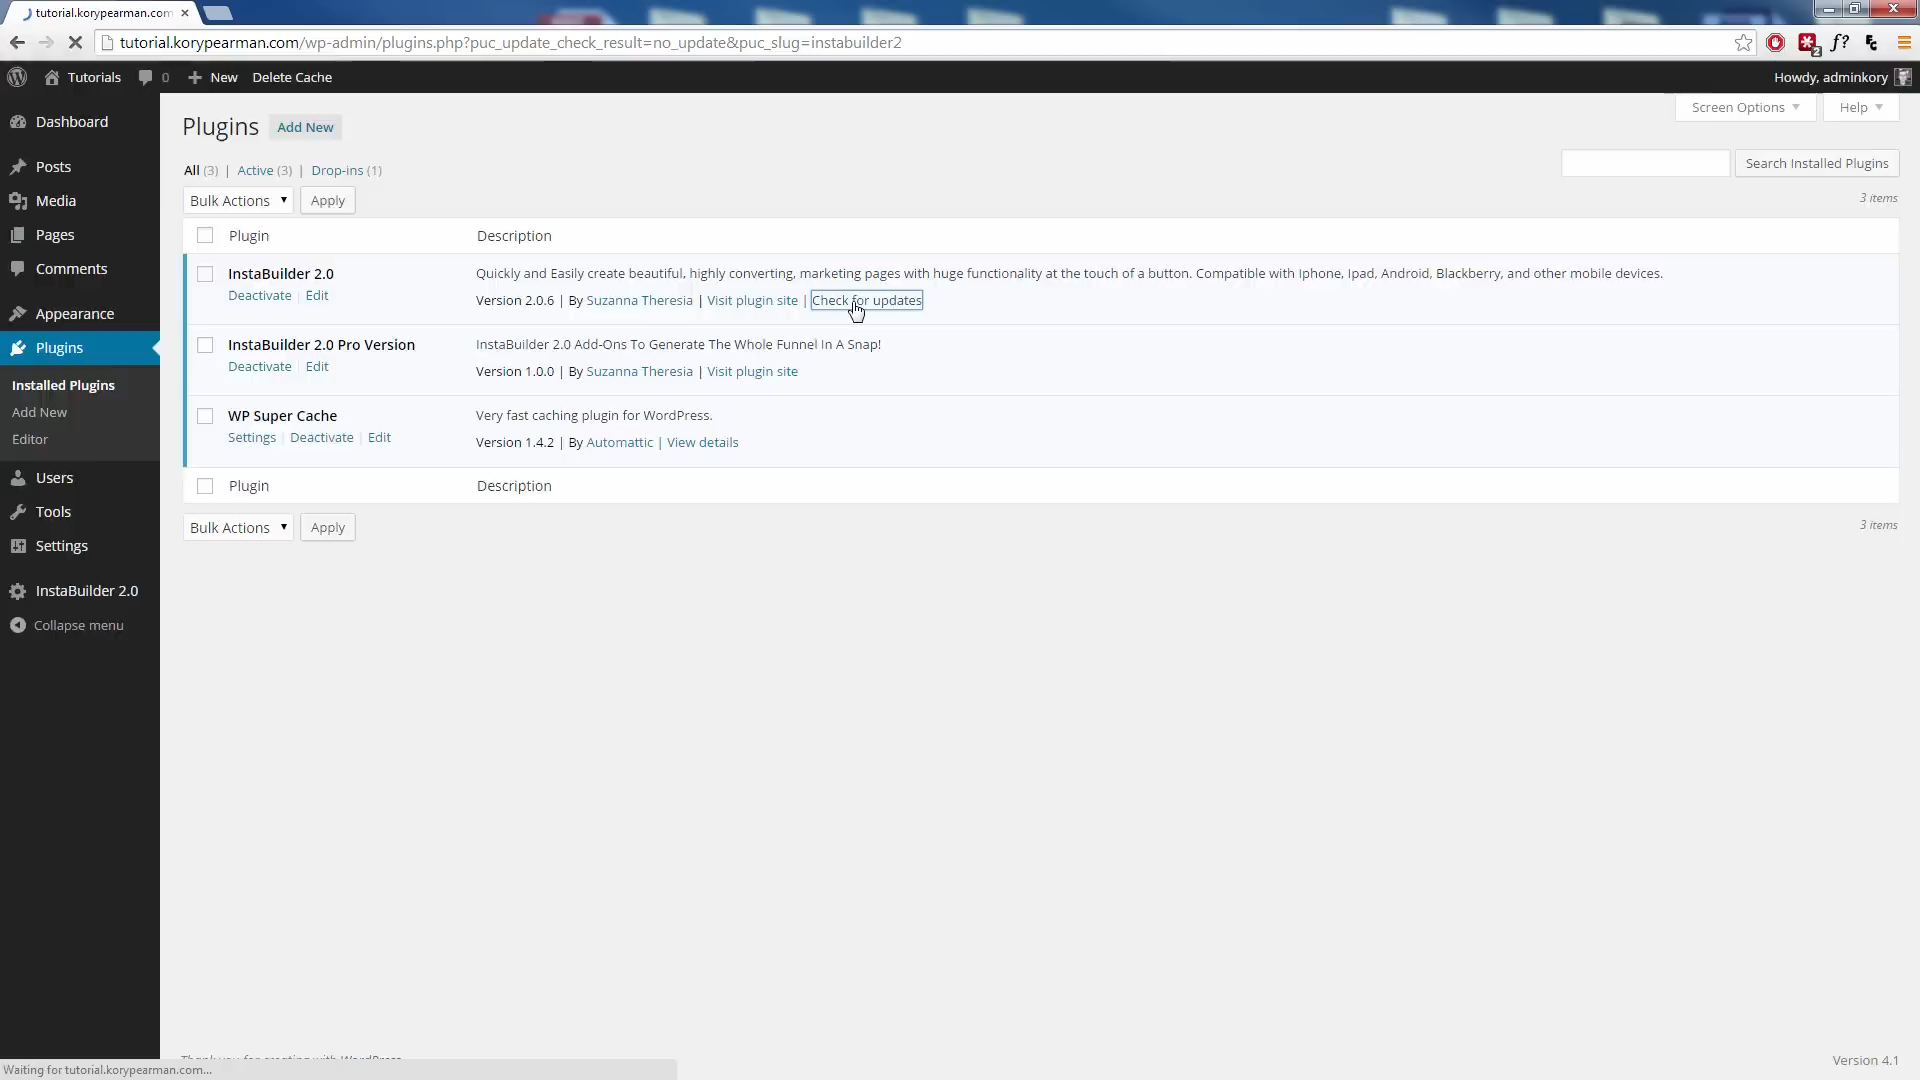 tutorial.korypearman.com
tutorial.korypearman.com/wp-admin/plugins.php?puc_update_check_result=no_update&puc_slug=instabuilder2
2
Tutorials 0 New Delete Cache Howdy, adminkory
Screen Options Help
Dashboard
Posts
Media
Pages
Comments
Appearance
Plugins
Installed Plugins
Add New
Editor
Users
Tools
Settings
InstaBuilder 2.0
Collapse menu
Plugins Add New
All (3) | Active (3) | Drop-ins (1)
Search Installed Plugins
Bulk Actions Apply
3 items
Plugin Description
InstaBuilder 2.0
Deactivate | Edit
Quickly and Easily create beautiful, highly converting, marketing pages with huge functionality at the touch of a button. Compatible with Iphone, Ipad, Android, Blackberry, and other mobile devices.
Version 2.0.6 | By Suzanna Theresia | Visit plugin site | Check for updates
InstaBuilder 2.0 Pro Version
Deactivate | Edit
InstaBuilder 2.0 Add-Ons To Generate The Whole Funnel In A Snap!
Version 1.0.0 | By Suzanna Theresia | Visit plugin site
WP Super Cache
Settings | Deactivate | Edit
Very fast caching plugin for WordPress.
Version 1.4.2 | By Automattic | View details
Plugin Description
Bulk Actions Apply
3 items
Thank you for creating with WordPress.
Version 4.1
Waiting for tutorial.korypearman.com...